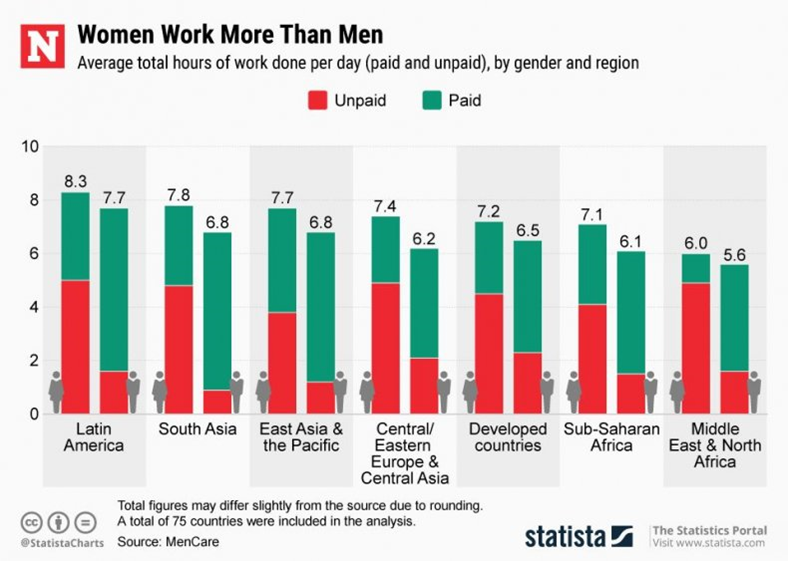 N
Women Work More Than Men
Average total hours of work done per day (paid and unpaid), by gender and region
Unpaid
Paid
10
8
6
4
2
0
8.3
7.7
7.8
6.8
7.7
6.8
7.4
6.2
7.2
6.5
7.1
6.1
6.0
5.6
Latin
America
South Asia
East Asia &
the Pacific
Central/
Eastern
Europe &
Central Asia
Developed
countries
Sub-Saharan
Africa
Middle
East & North
Africa
cc
@StatistaCharts
Total figures may differ slightly from the source due to rounding.
A total of 75 countries were included in the analysis.
Source: MenCare
statista
The Statistics Portal
Visit www.statista.com